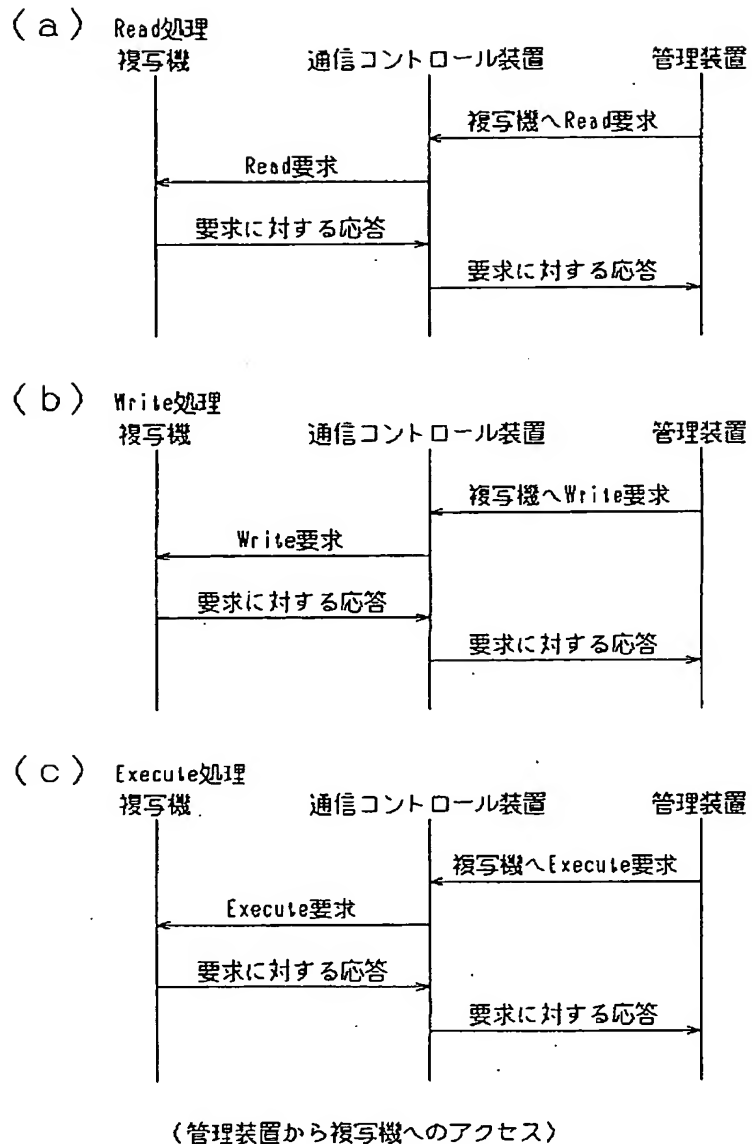 (a) Read処理
複写機 通信コントロール装置 管理装置
複写機へRead要求
Read要求
要求に対する応答
要求に対する応答
(b) Write処理
複写機 通信コントロール装置 管理装置
複写機へWrite要求
Write要求
要求に対する応答
要求に対する応答
(c) Execute処理
複写機 通信コントロール装置 管理装置
複写機へExecute要求
Execute要求
要求に対する応答
要求に対する応答
(管理装置から複写機へのアクセス)